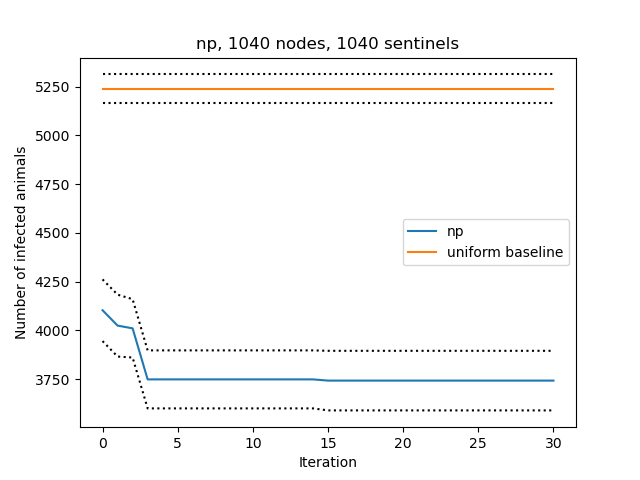 np, 1040 nodes, 1040 sentinels
Number of infected animals
5250
5000
4750
4500
4250
4000
3750
np
uniform baseline
0 5 10 15 20 25 30
Iteration